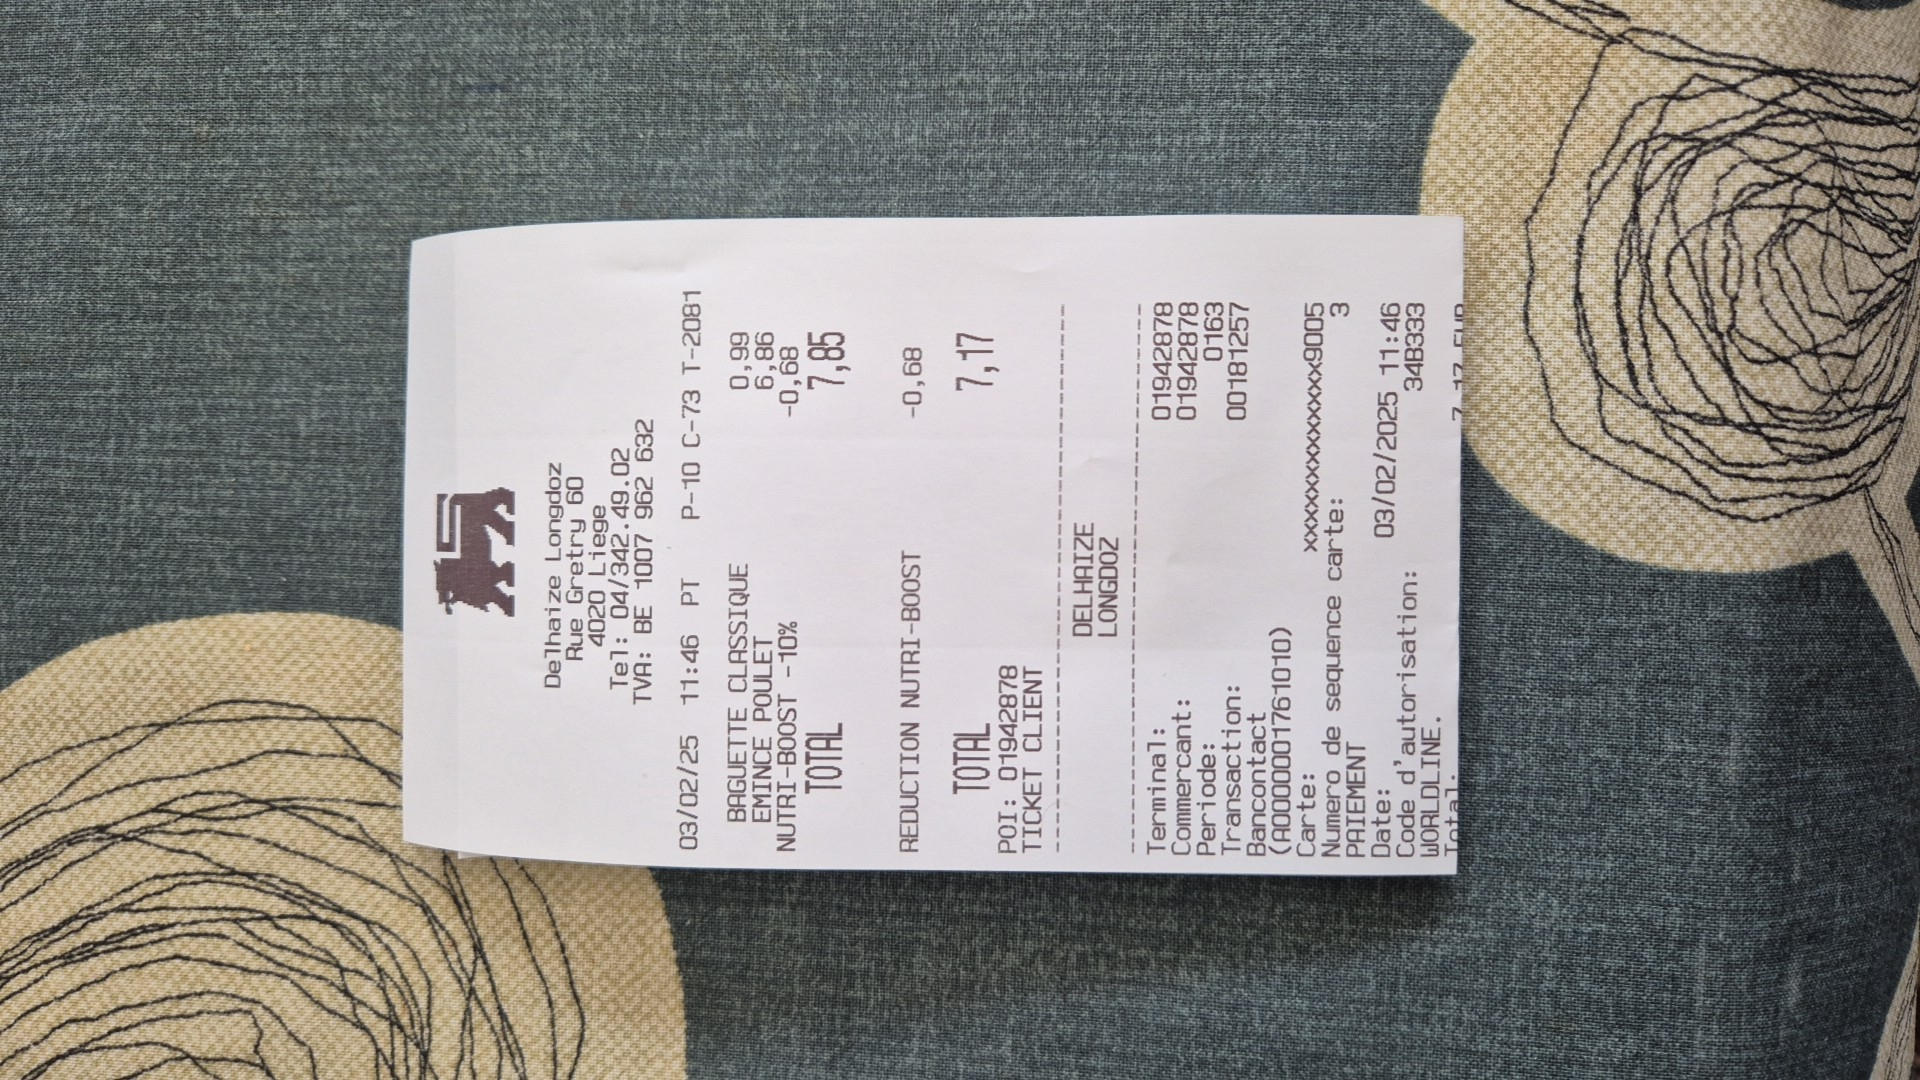 Delhaize Longdoz
Rue Gretry 60
4020 Liege
Tel: 04/342.49.02
TVA: BE 1007 962 632
03/02/25 11:46 PT P-10 C-73 T-2081
BAGUETTE CLASSIQUE 0,99
EMINCE POULET 6,86
NUTRI-BOOST -10% -0,68
TOTAL 7,85
REDUCTION NUTRI-BOOST -0,68
TOTAL 7,17
POI: 01942878
TICKET CLIENT
DELHAIZE
LONGDOZ
Terminal: 01942878
Commercant: 01942878
Periode: 0163
Transaction: 00181257
Bancontact
(A0000001761010)
Carte: xxxxxxxxxxxxxxx9005
Numero de sequence carte: 3
PAIEMENT
Date: 03/02/2025 11:46
Code d'autorisation: 34B333
WORLDLINE.
Total. 7,17 EUR